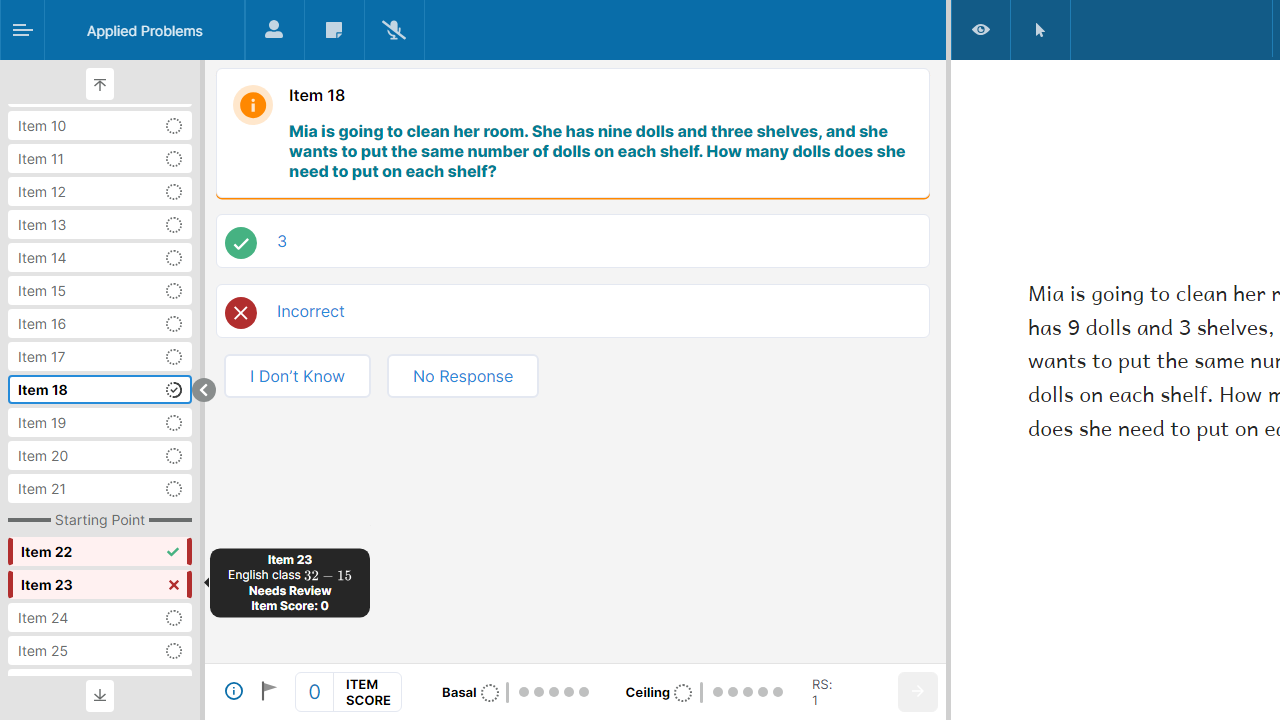 Applied Problems
Item 10
Item 11
Item 12
Item 13
Item 14
Item 15
Item 16
Item 17
Item 18
Item 19
Item 20
Item 21
Starting Point
Item 22
Item 23
Item 24
Item 25
Item 18
Mia is going to clean her room. She has nine dolls and three shelves, and she
wants to put the same number of dolls on each shelf. How many dolls does she
need to put on each shelf?
3
Incorrect
I Don’t Know
No Response
Item 23
English class 32 − 15
Needs Review
Item Score: 0
0
ITEM
SCORE
Basal
Ceiling
RS:
1
Mia is going to clean her
has 9 dolls and 3 shelves,
wants to put the same
dolls on each shelf. How
does she need to put on